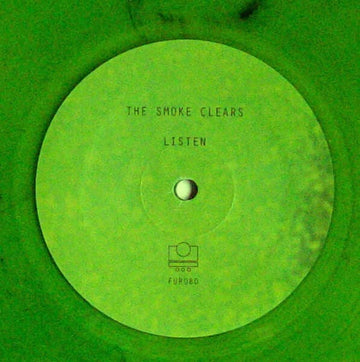 THE SMOKE CLEARS
LISTEN
FUR080